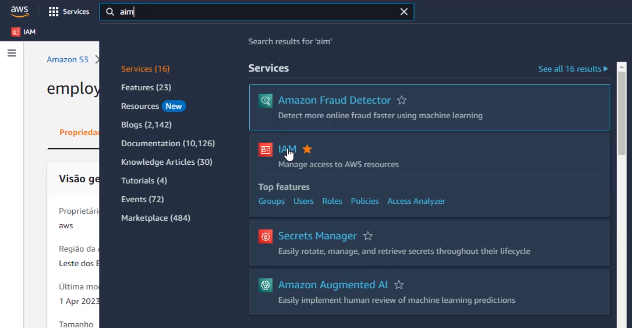 aws
Services
aim
IAM
Amazon S3
employ
Propriedad
Visão ge
Proprietári
aws
Região da A
Leste dos E
Última mo
1 Apr 2023
Tamanho
Search results for 'aim'
Services (16)
Features (23)
Resources New
Blogs (2,142)
Documentation (10,126)
Knowledge Articles (30)
Tutorials (4)
Events (72)
Marketplace (484)
Services
See all 16 results
Amazon Fraud Detector
Detect more online fraud faster using machine learning
IAM
Manage access to AWS resources
Top features
Groups Users Roles Policies Access Analyzer
Secrets Manager
Easily rotate, manage, and retrieve secrets throughout their lifecycle
Amazon Augmented AI
Easily implement human review of machine learning predictions